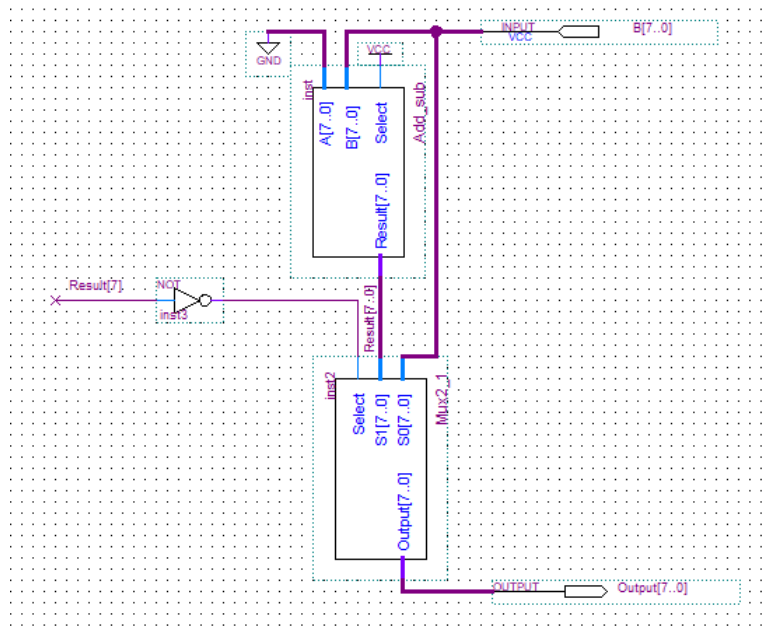 INPUT
VCC
B[7..0]
GND
VCC
inst
A[7..0]
B[7..0]
Select
Add_sub
Result[7..0]
Result[7]
NOT
inst3
Result[7..0]
inst2
Select
S1[7..0]
S0[7..0]
Mux2_1
Output[7..0]
OUTPUT
Output[7..0]